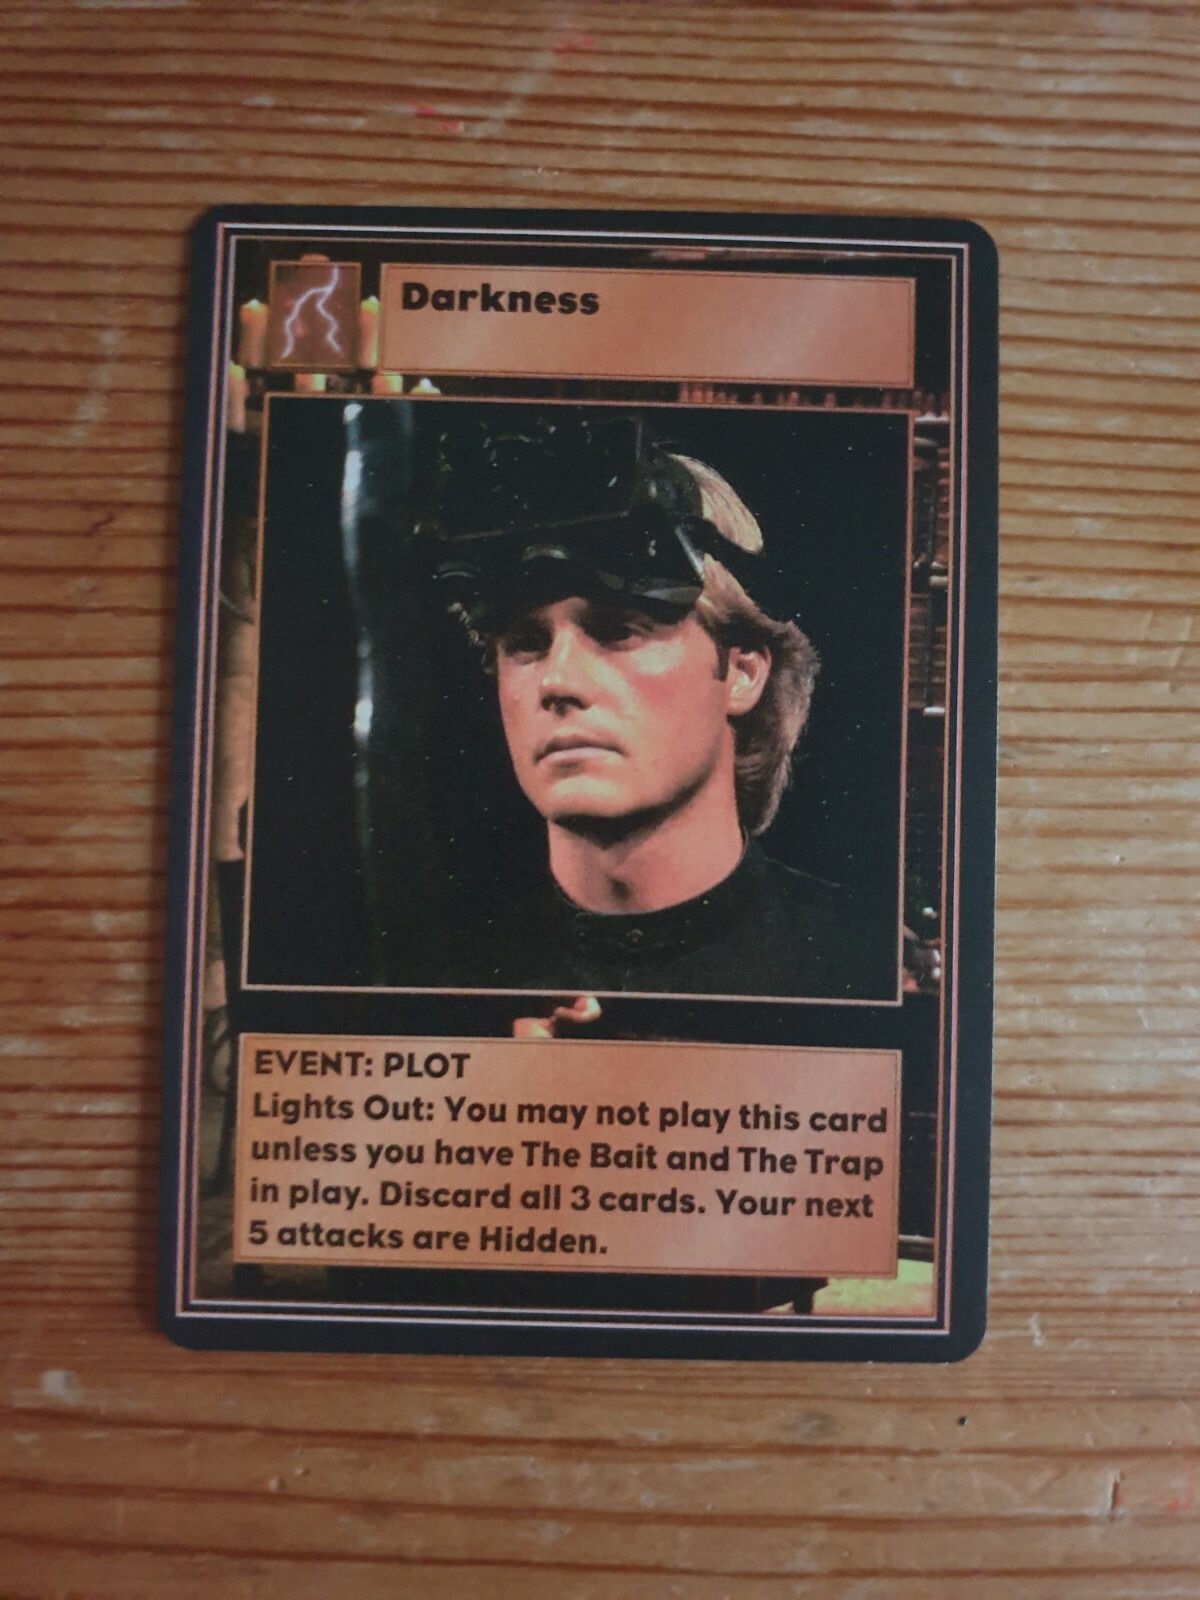 Darkness
EVENT: PLOT
Lights Out: You may not play this card
unless you have The Bait and The Trap
in play. Discard all 3 cards. Your next
5 attacks are Hidden.